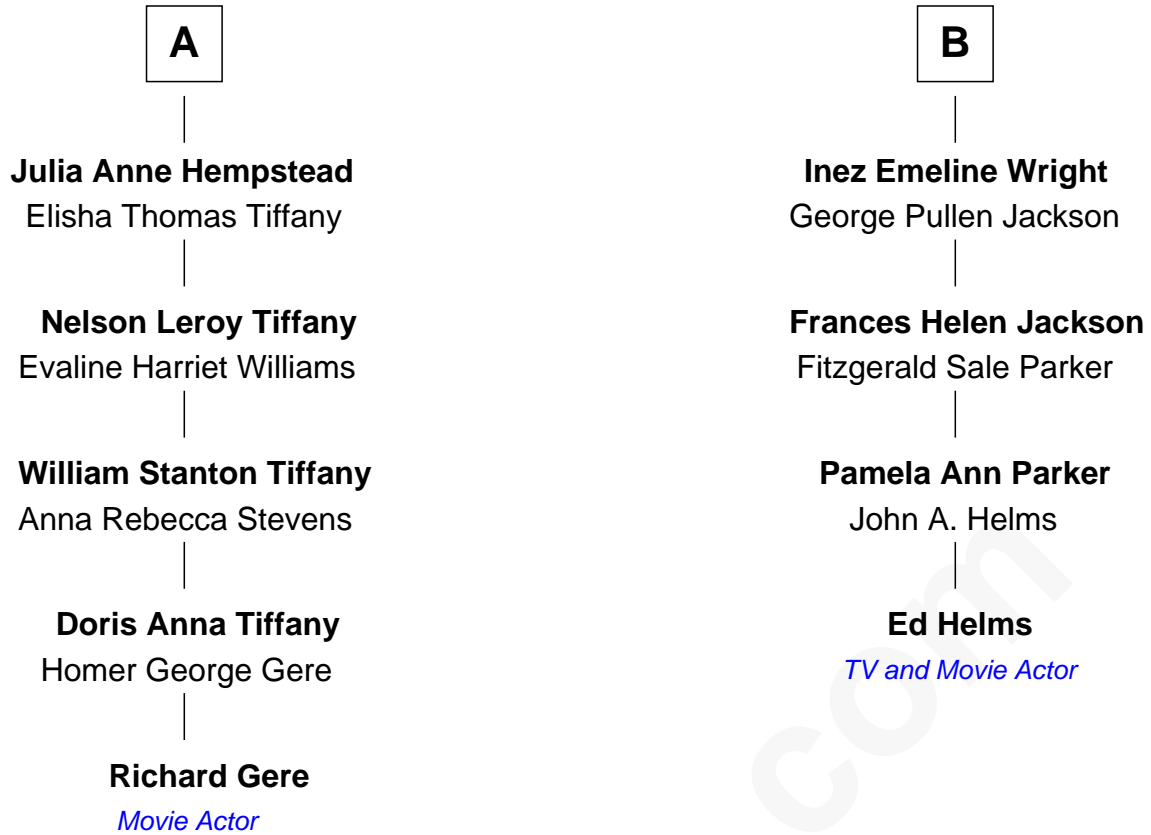 A
Julia Anne Hempstead
Elisha Thomas Tiffany
Nelson Leroy Tiffany
Evaline Harriet Williams
William Stanton Tiffany
Anna Rebecca Stevens
Doris Anna Tiffany
Homer George Gere
Richard Gere
Movie Actor
B
Inez Emeline Wright
George Pullen Jackson
Frances Helen Jackson
Fitzgerald Sale Parker
Pamela Ann Parker
John A. Helms
Ed Helms
TV and Movie Actor
com